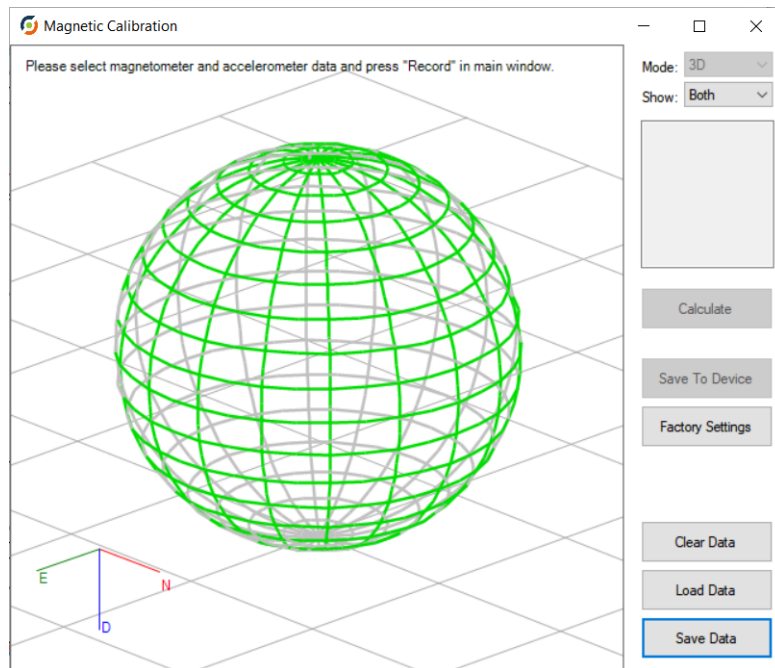 Magnetic Calibration
Please select magnetometer and accelerometer data and press "Record" in main window.
Mode: 3D
Show: Both
Calculate
Save To Device
Factory Settings
Clear Data
Load Data
Save Data
E
N
D